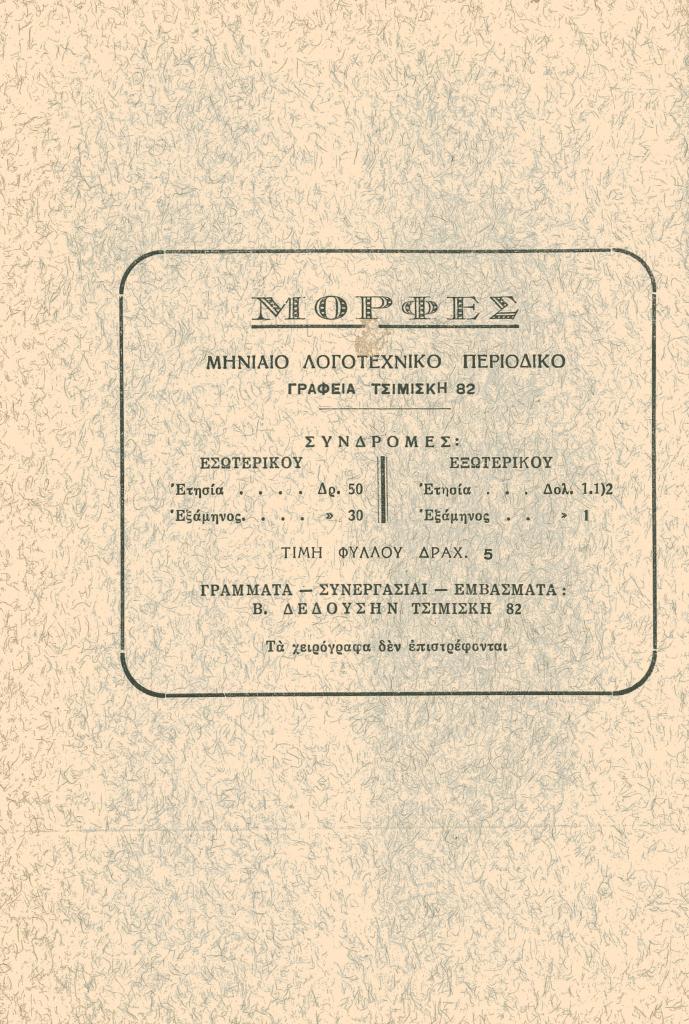 ΜΟΡΦΕΣ
ΜΗΝΙΑΙΟ ΛΟΓΟΤΕΧΝΙΚΟ ΠΕΡΙΟΔΙΚΟ
ΓΡΑΦΕΙΑ ΤΣΙΜΙΣΚΗ 82
ΣΥΝΔΡΟΜΕΣ:
ΕΣΩΤΕΡΙΚΟΥ
Ἐτησία . . . . Δρ. 50
Ἑξάμηνος. . . . » 30
ΕΞΩΤΕΡΙΚΟΥ
Ἐτησία . . . Δολ. 1.1)2
Ἑξάμηνος . . » 1
ΤΙΜΗ ΦΥΛΛΟΥ ΔΡΑΧ. 5
ΓΡΑΜΜΑΤΑ — ΣΥΝΕΡΓΑΣΙΑΙ — ΕΜΒΑΣΜΑΤΑ:
Β. ΔΕΔΟΥΣΗΝ ΤΣΙΜΙΣΚΗ 82
Τὰ χειρόγραφα δὲν ἐπιστρέφονται